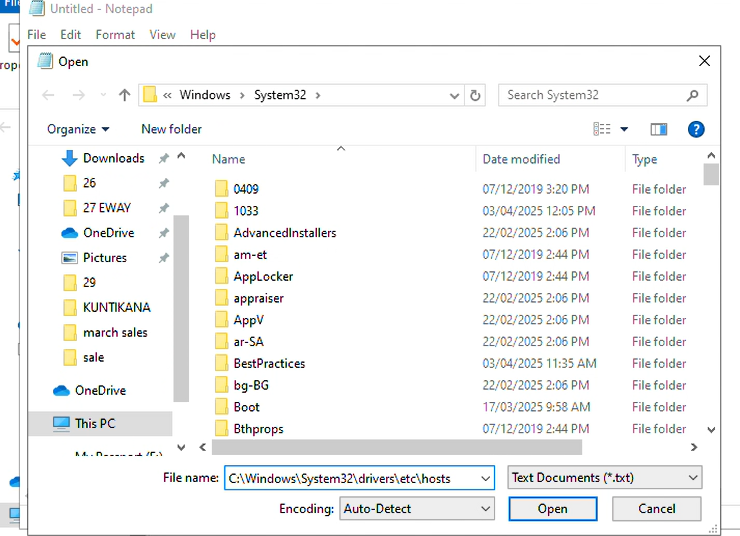 Fil
Untitled - Notepad
File Edit Format View Help
Open
« Windows > System32 >
Search System32
Organize New folder
Name Date modified Type
Downloads
26
27 EWAY
OneDrive
Pictures
29
KUNTIKANA
march sales
sale
OneDrive
This PC
My Passport (F:)
0409 07/12/2019 3:20 PM File folder
1033 03/04/2025 12:05 PM File folder
AdvancedInstallers 22/02/2025 2:06 PM File folder
am-et 07/12/2019 2:44 PM File folder
AppLocker 07/12/2019 2:44 PM File folder
appraiser 22/02/2025 2:06 PM File folder
AppV 22/02/2025 2:06 PM File folder
ar-SA 22/02/2025 2:06 PM File folder
BestPractices 03/04/2025 11:35 AM File folder
bg-BG 22/02/2025 2:06 PM File folder
Boot 17/03/2025 9:58 AM File folder
Bthprops 07/12/2019 2:44 PM File folder
File name: C:\Windows\System32\drivers\etc\hosts Text Documents (*.txt)
Encoding: Auto-Detect Open Cancel